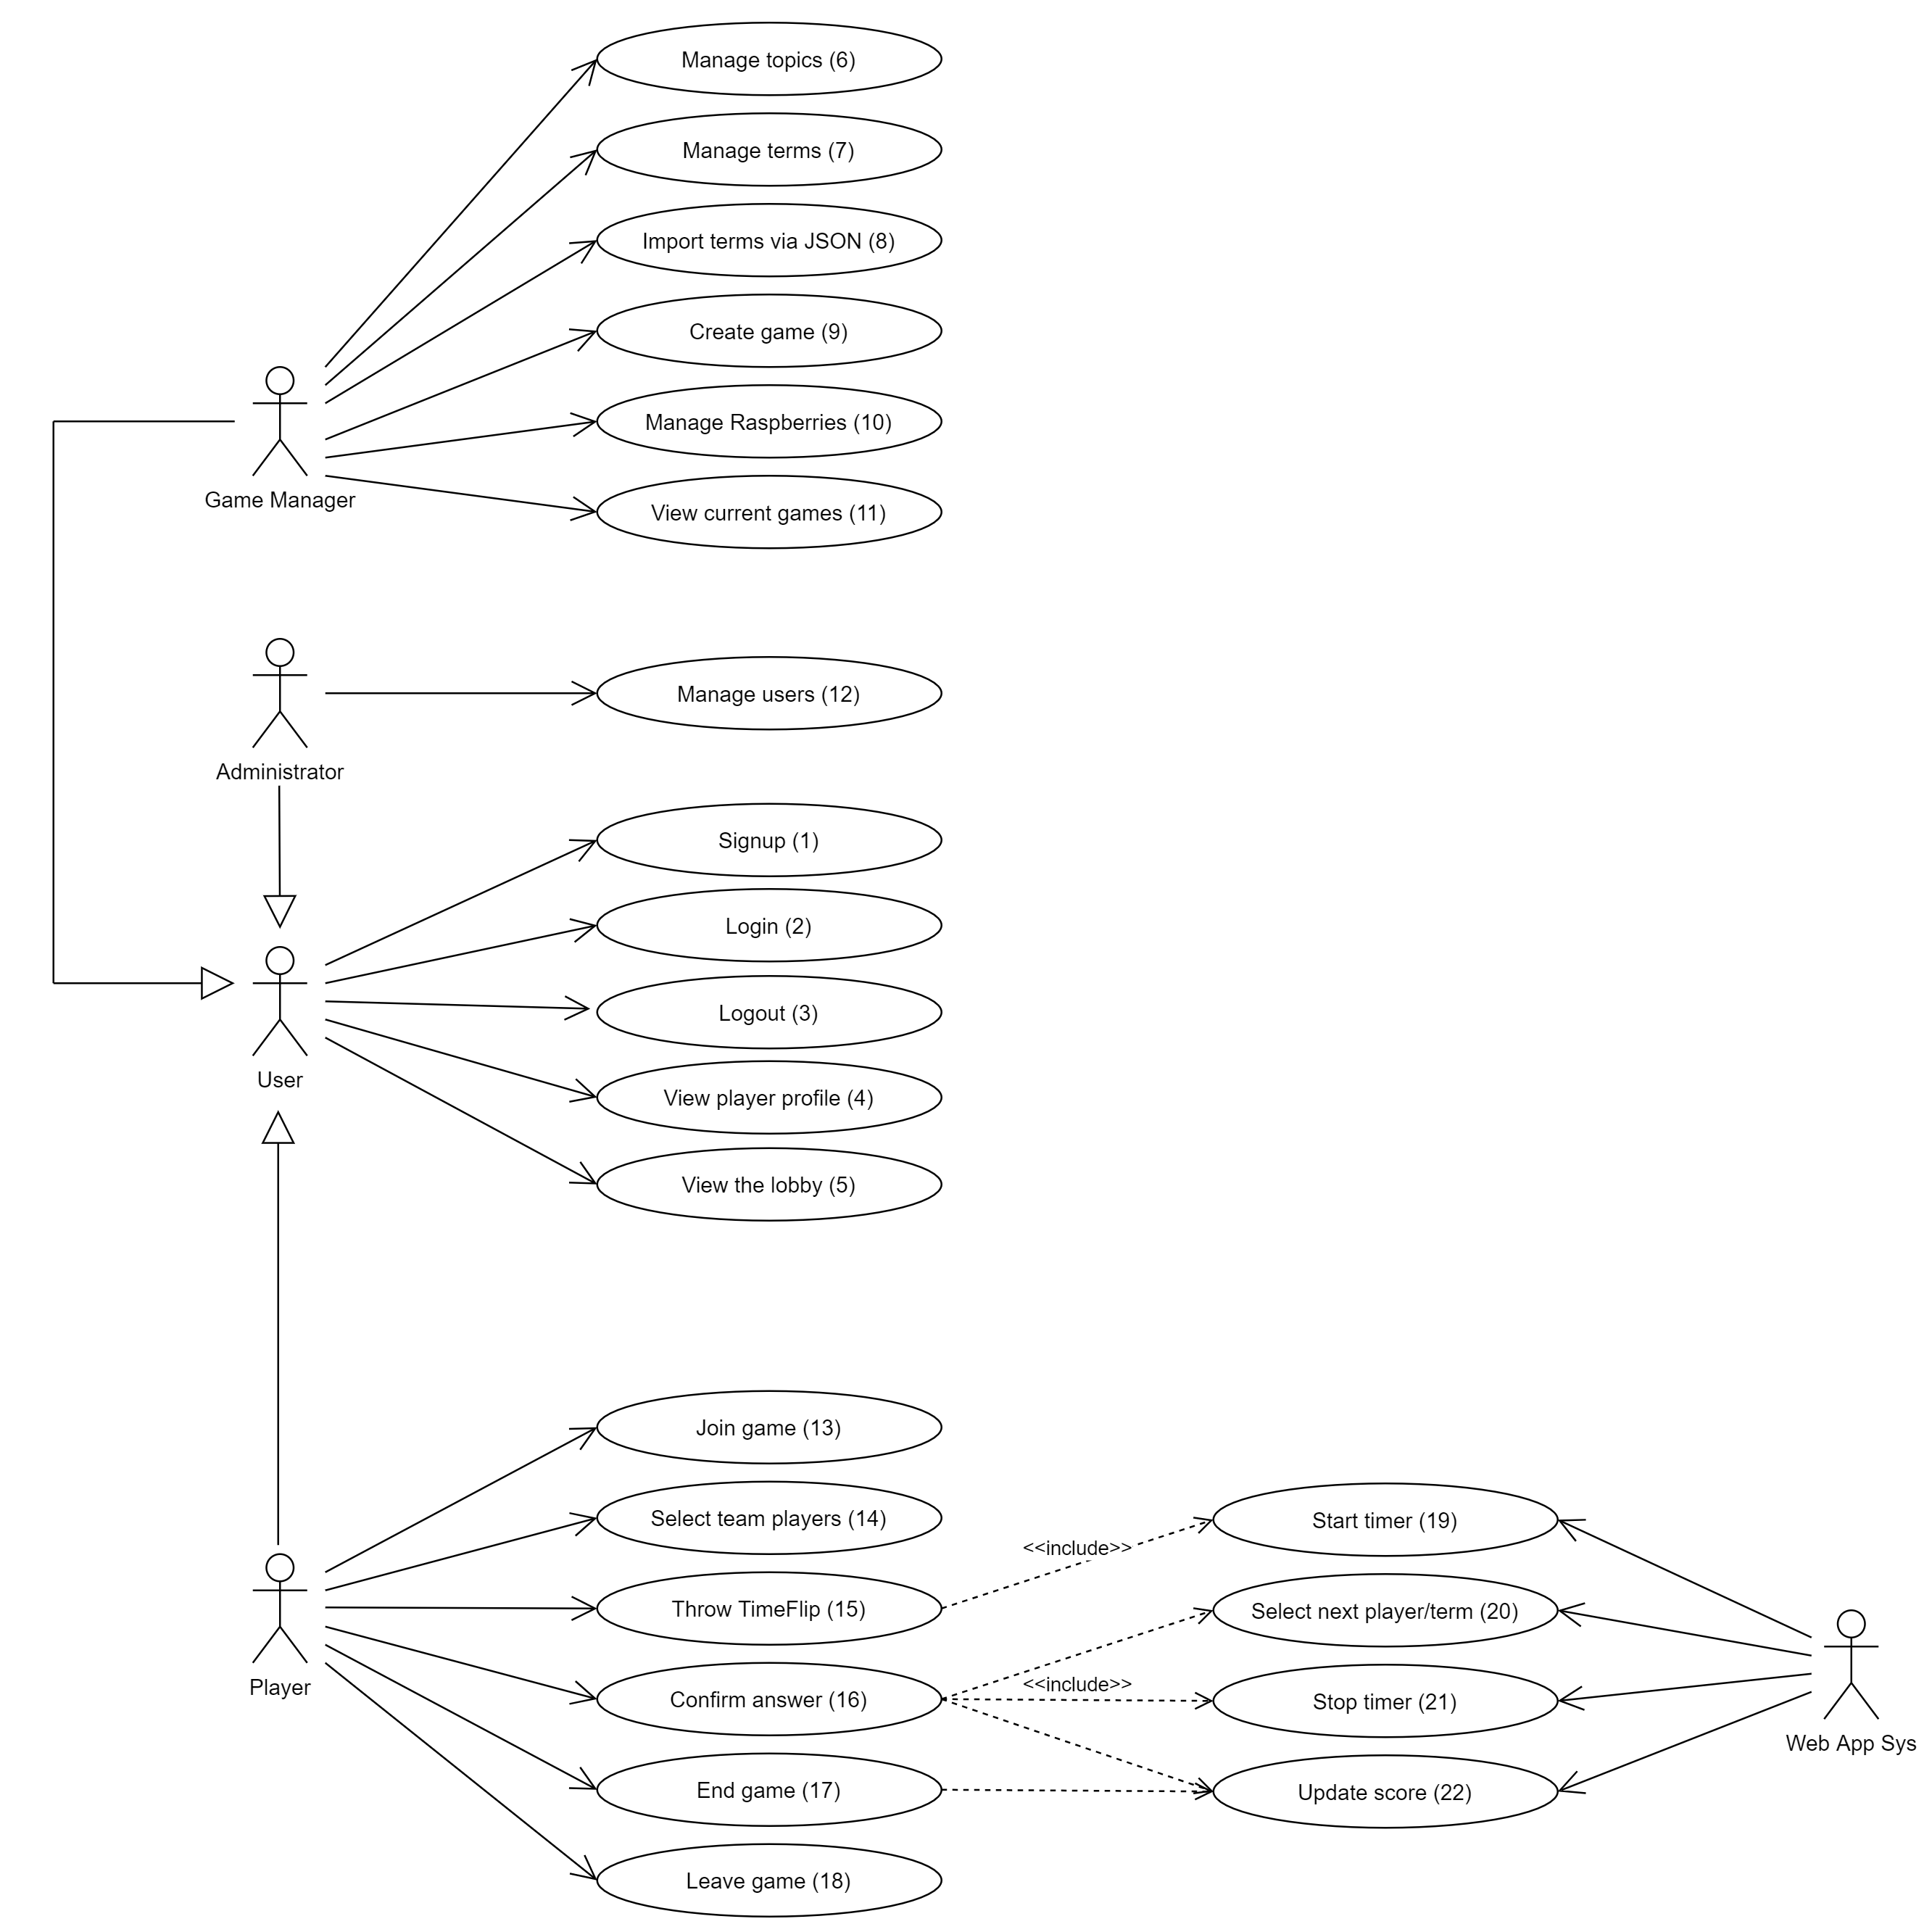 Manage topics (6)
Manage terms (7)
Import terms via JSON (8)
Create game (9)
Manage Raspberries (10)
Game Manager
View current games (11)
Manage users (12)
Administrator
Signup (1)
Login (2)
Logout (3)
User
View player profile (4)
View the lobby (5)
Join game (13)
Select team players (14)
Start timer (19)
<<include>>
Throw TimeFlip (15)
Select next player/term (20)
Player
<<include>>
Confirm answer (16)
Stop timer (21)
Web App Sys
End game (17)
Update score (22)
Leave game (18)